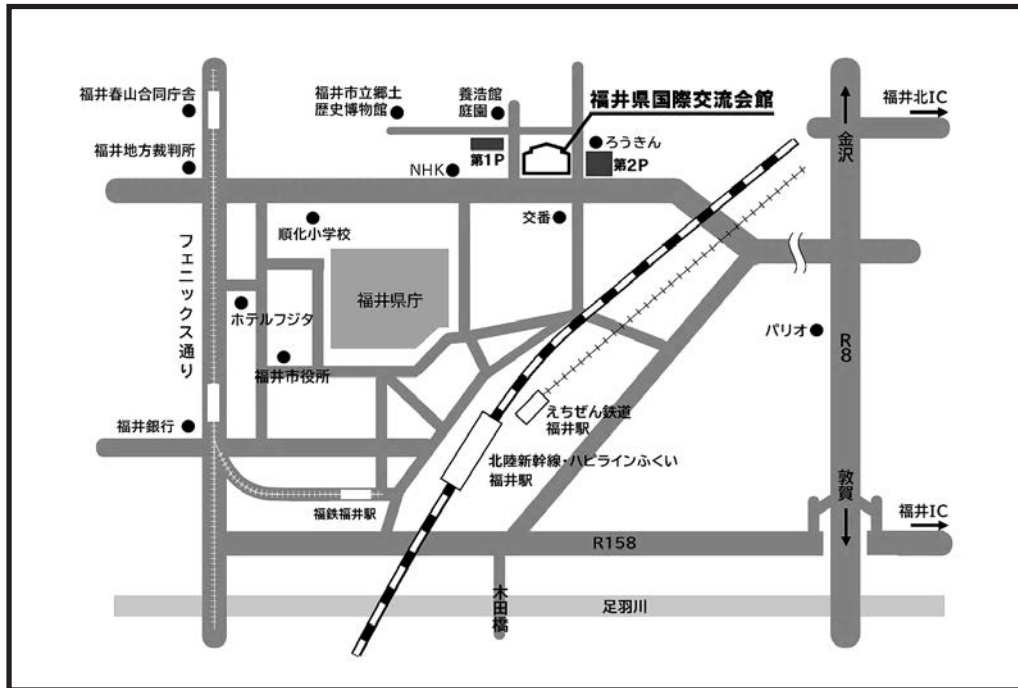 福井春山合同庁舎
福井市立郷土
歴史博物館
養浩館
庭園
福井県国際交流会館
福井北IC
金沢
福井地方裁判所
NHK
第1P
ろうきん
第2P
順化小学校
交番
フェニックス通り
福井県庁
ホテルフジタ
パリオ
R8
福井市役所
福井銀行
えちぜん鉄道
福井駅
北陸新幹線・ハピラインふくい
福井駅
福鉄福井駅
敦賀
福井IC
R158
木田橋
足羽川